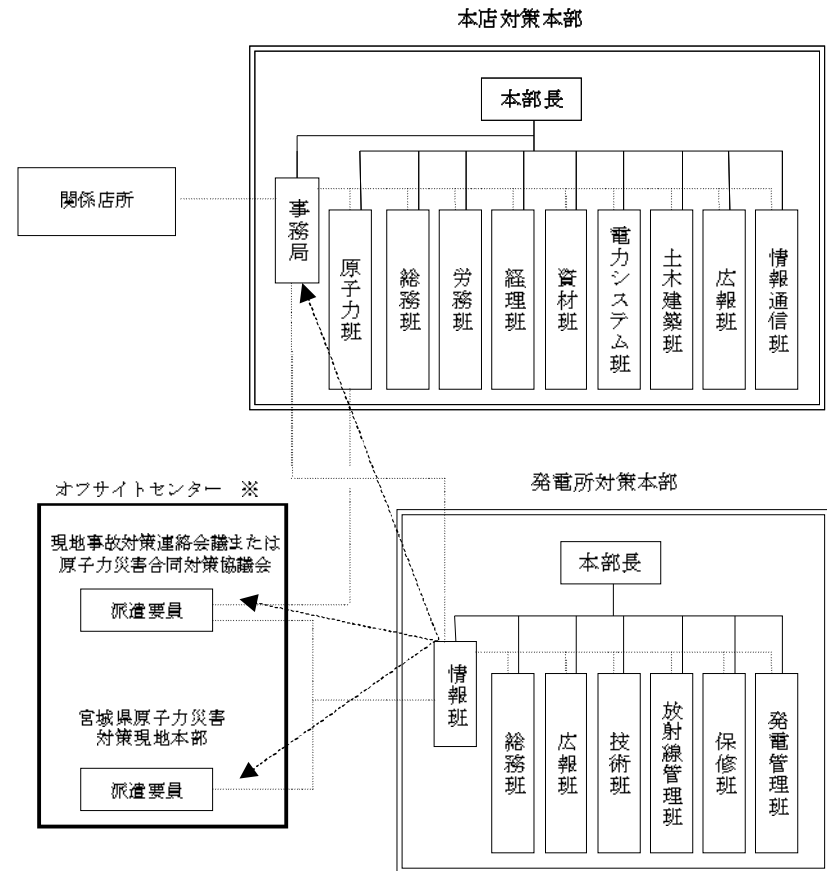 本店対策本部
本部長
関係店所
事務局
原子力班
総務班
労務班
経理班
資材班
電力システム班
土木建築班
広報班
情報通信班
オフサイトセンター ※
現地事故対策連絡会議または
原子力災害合同対策協議会
派遣要員
宮城県原子力災害
対策現地本部
派遣要員
発電所対策本部
本部長
情報班
総務班
広報班
技術班
放射線管理班
保修班
発電管理班